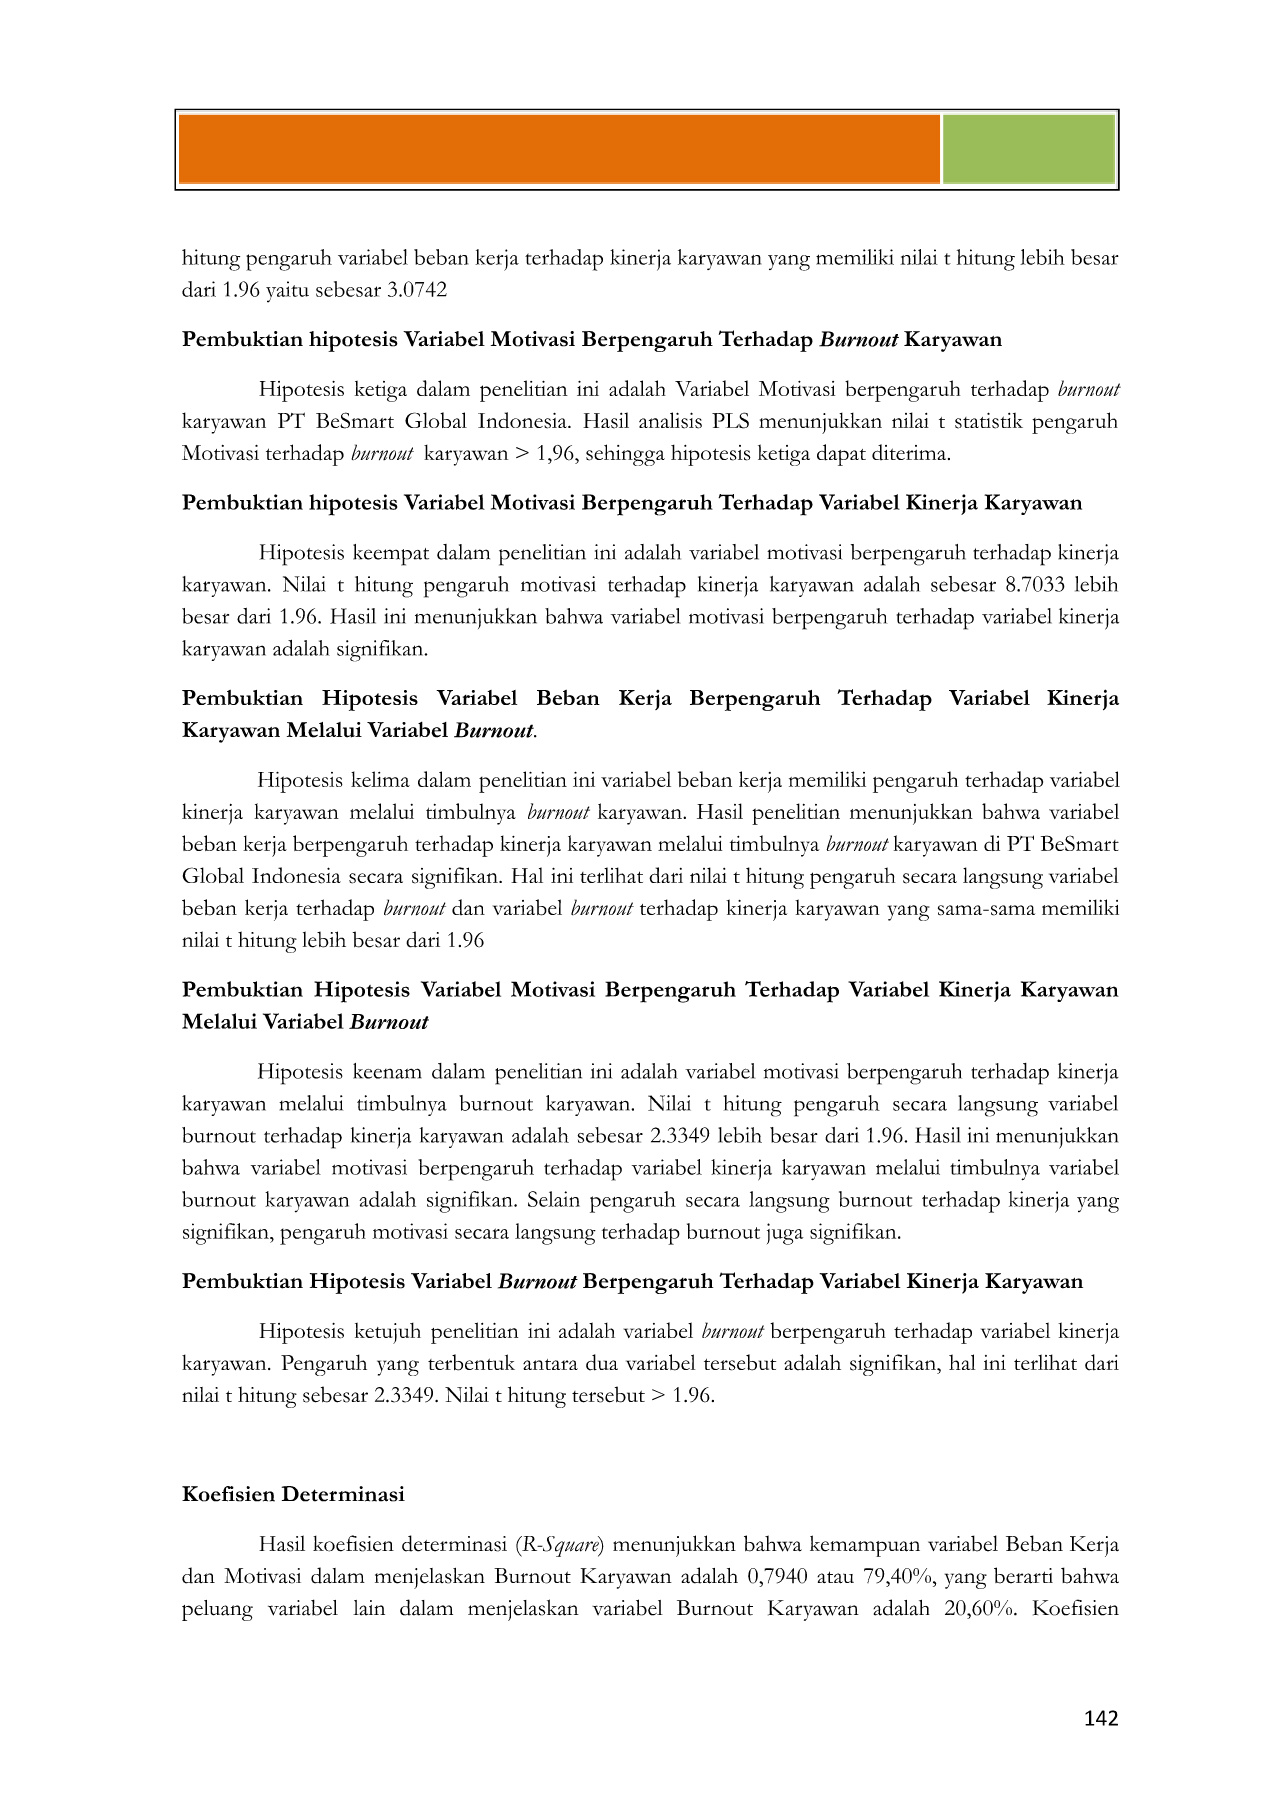 hitung pengaruh variabel beban kerja terhadap kinerja karyawan yang memiliki nilai t hitung lebih besar
dari 1.96 yaitu sebesar 3.0742
Pembuktian hipotesis Variabel Motivasi Berpengaruh Terhadap Burnout Karyawan
Hipotesis ketiga dalam penelitian ini adalah Variabel Motivasi berpengaruh terhadap burnout
karyawan PT BeSmart Global Indonesia. Hasil analisis PLS menunjukkan nilai t statistik pengaruh
Motivasi terhadap burnout karyawan > 1,96, sehingga hipotesis ketiga dapat diterima.
Pembuktian hipotesis Variabel Motivasi Berpengaruh Terhadap Variabel Kinerja Karyawan
Hipotesis keempat dalam penelitian ini adalah variabel motivasi berpengaruh terhadap kinerja
karyawan. Nilai t hitung pengaruh motivasi terhadap kinerja karyawan adalah sebesar 8.7033 lebih
besar dari 1.96. Hasil ini menunjukkan bahwa variabel motivasi berpengaruh terhadap variabel kinerja
karyawan adalah signifikan.
Pembuktian Hipotesis Variabel Beban Kerja Berpengaruh Terhadap Variabel Kinerja
Karyawan Melalui Variabel Burnout.
Hipotesis kelima dalam penelitian ini variabel beban kerja memiliki pengaruh terhadap variabel
kinerja karyawan melalui timbulnya burnout karyawan. Hasil penelitian menunjukkan bahwa variabel
beban kerja berpengaruh terhadap kinerja karyawan melalui timbulnya burnout karyawan di PT BeSmart
Global Indonesia secara signifikan. Hal ini terlihat dari nilai t hitung pengaruh secara langsung variabel
beban kerja terhadap burnout dan variabel burnout terhadap kinerja karyawan yang sama-sama memiliki
nilai t hitung lebih besar dari 1.96
Pembuktian Hipotesis Variabel Motivasi Berpengaruh Terhadap Variabel Kinerja Karyawan
Melalui Variabel Burnout
Hipotesis keenam dalam penelitian ini adalah variabel motivasi berpengaruh terhadap kinerja
karyawan melalui timbulnya burnout karyawan. Nilai t hitung pengaruh secara langsung variabel
burnout terhadap kinerja karyawan adalah sebesar 2.3349 lebih besar dari 1.96. Hasil ini menunjukkan
bahwa variabel motivasi berpengaruh terhadap variabel kinerja karyawan melalui timbulnya variabel
burnout karyawan adalah signifikan. Selain pengaruh secara langsung burnout terhadap kinerja yang
signifikan, pengaruh motivasi secara langsung terhadap burnout juga signifikan.
Pembuktian Hipotesis Variabel Burnout Berpengaruh Terhadap Variabel Kinerja Karyawan
Hipotesis ketujuh penelitian ini adalah variabel burnout berpengaruh terhadap variabel kinerja
karyawan. Pengaruh yang terbentuk antara dua variabel tersebut adalah signifikan, hal ini terlihat dari
nilai t hitung sebesar 2.3349. Nilai t hitung tersebut > 1.96.
Koefisien Determinasi
Hasil koefisien determinasi (R-Square) menunjukkan bahwa kemampuan variabel Beban Kerja
dan Motivasi dalam menjelaskan Burnout Karyawan adalah 0,7940 atau 79,40%, yang berarti bahwa
peluang variabel lain dalam menjelaskan variabel Burnout Karyawan adalah 20,60%. Koefisien
142